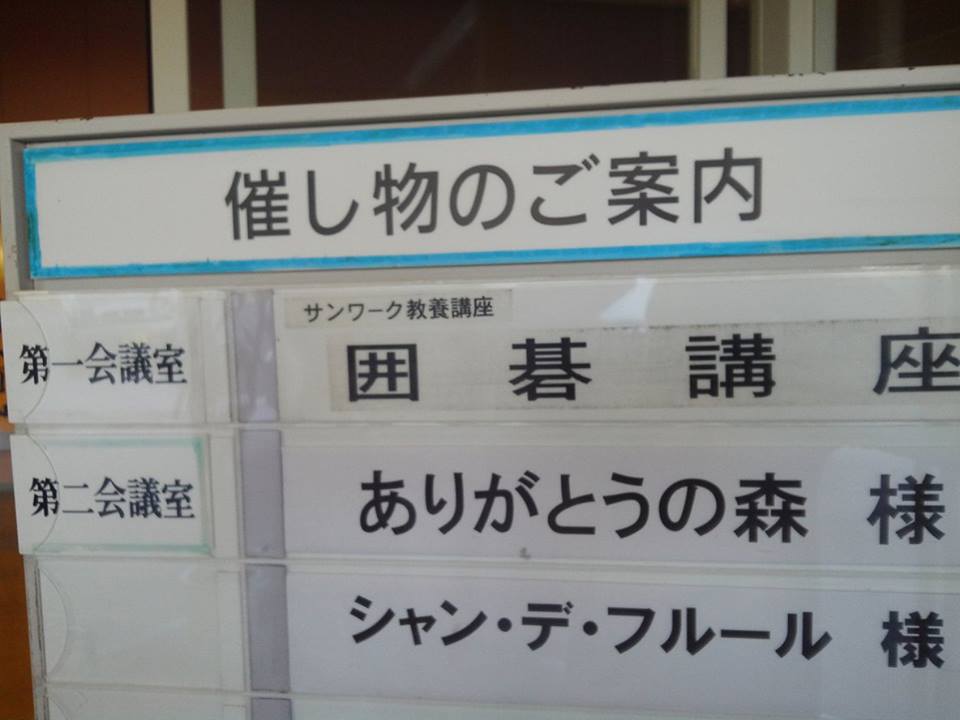 催し物のご案内
サンワーク教養講座
第一会議室 囲碁講座
第二会議室 ありがとうの森 様
シャン・デ・フルール 様